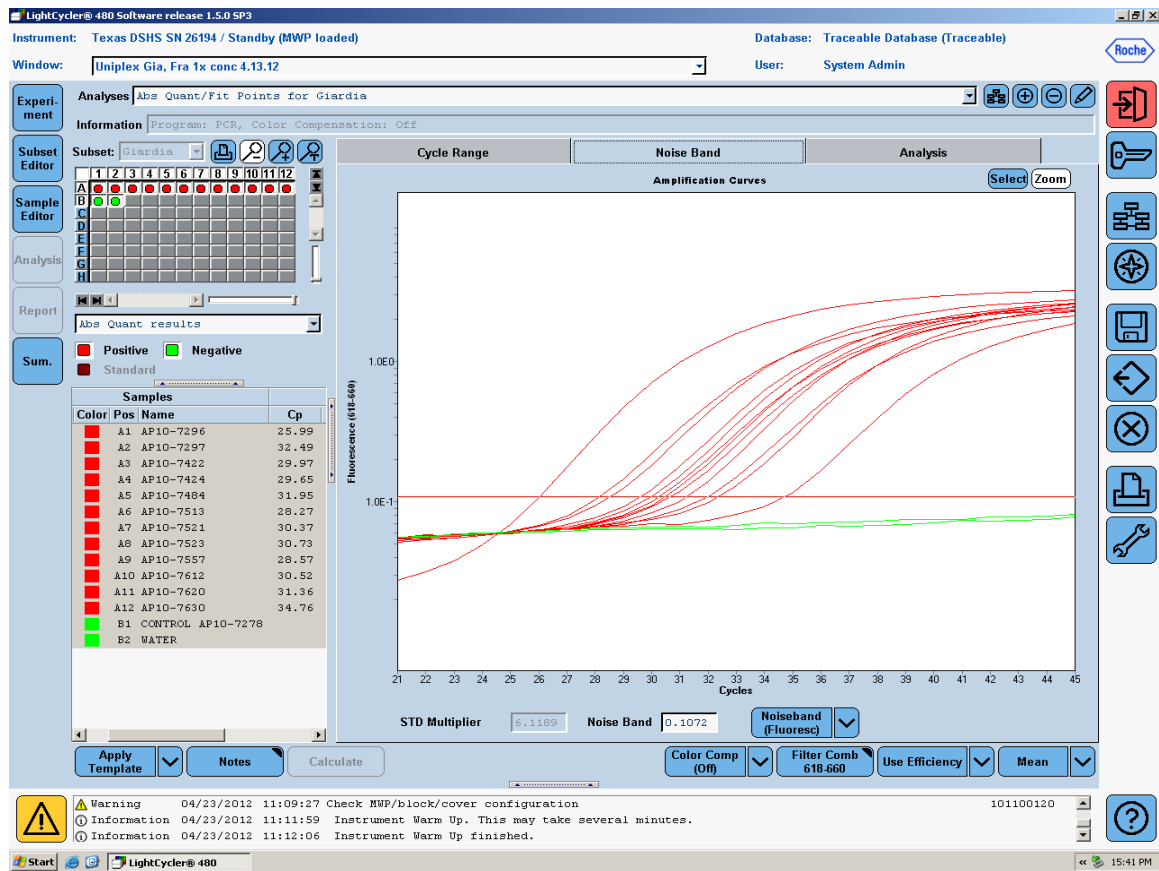 LightCycler® 480 Software release 1.5.0 SP3
Instrument: Texas DSHS SN 26194 / Standby (MWP loaded)
Database: Traceable Database (Traceable)
Roche
Window: Uniplex Gia, Fra 1x conc 4.13.12
User: System Admin
Experi-
ment
Subset
Editor
Sample
Editor
Analysis
Report
Sum.
Analyses Abs Quant/Fit Points for Giardia
Information Program: PCR, Color Compensation: Off
Subset: Giardia
1 2 3 4 5 6 7 8 9 10 11 12
A
B
C
D
E
F
G
H
Abs Quant results
Positive Negative
Standard
Samples
Color Pos Name Cp
A1 AP10-7296 25.99
A2 AP10-7297 32.49
A3 AP10-7422 29.97
A4 AP10-7424 29.65
A5 AP10-7484 31.95
A6 AP10-7513 28.27
A7 AP10-7521 30.37
A8 AP10-7523 30.73
A9 AP10-7557 28.57
A10 AP10-7612 30.52
A11 AP10-7620 31.36
A12 AP10-7630 34.76
B1 CONTROL AP10-7278
B2 WATER
Cycle Range Noise Band Analysis
Amplification Curves
Select Zoom
Fluorescence (618-660)
1.0E0
1.0E-1
21 22 23 24 25 26 27 28 29 30 31 32 33 34 35 36 37 38 39 40 41 42 43 44 45
Cycles
STD Multiplier 6.1189 Noise Band 0.1072 Noiseband
(Fluoresc)
Apply
Template
Notes
Calculate
Color Comp
(Off)
Filter Comb
618-660
Use Efficiency
Mean
Warning 04/23/2012 11:09:27 Check MWP/block/cover configuration 101100120
Information 04/23/2012 11:11:59 Instrument Warm Up. This may take several minutes.
Information 04/23/2012 11:12:06 Instrument Warm Up finished.
Start LightCycler® 480 « 15:41 PM